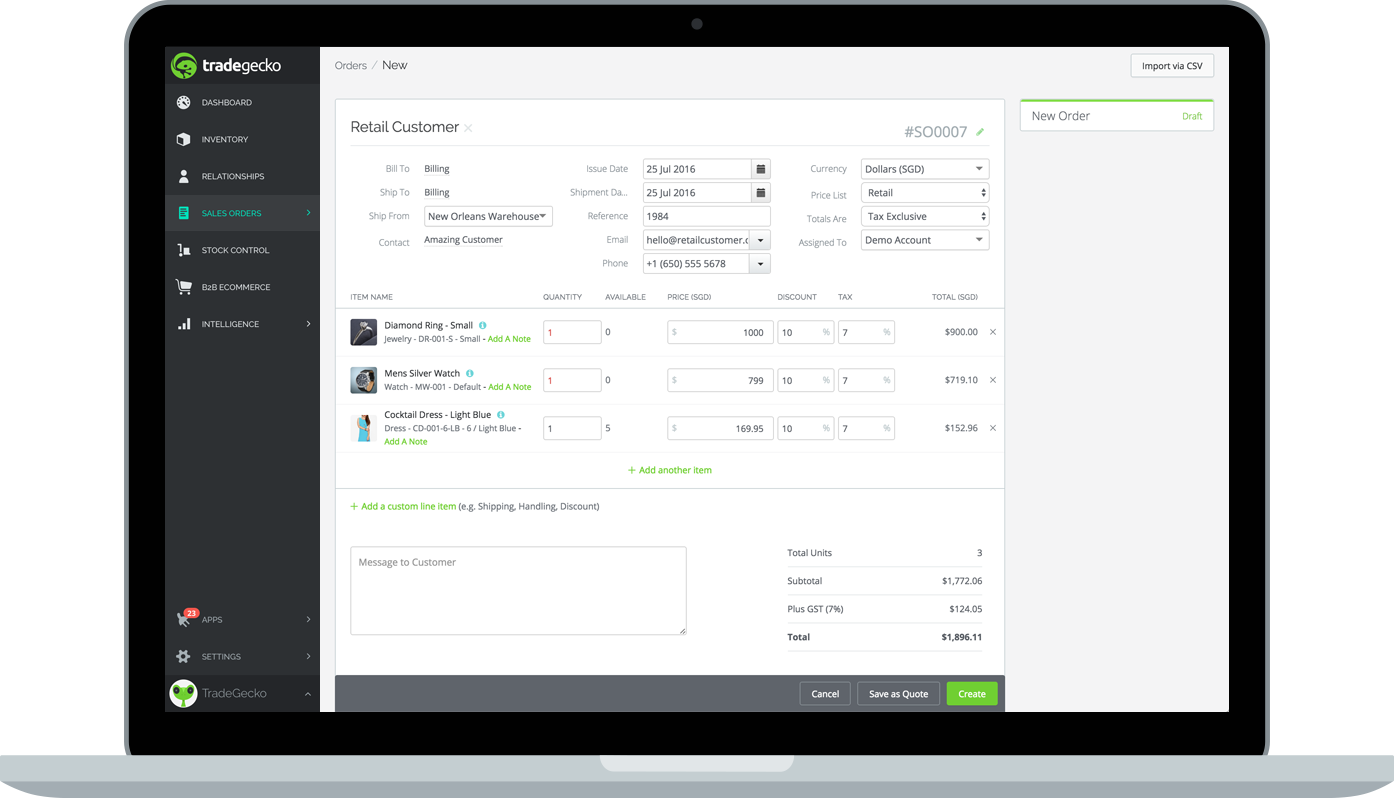 tradegecko
Orders / New
Import via CSV
DASHBOARD
INVENTORY
RELATIONSHIPS
SALES ORDERS
STOCK CONTROL
B2B ECOMMERCE
INTELLIGENCE
23
APPS
SETTINGS
TradeGecko
Retail Customer ×
#SO0007
New Order Draft
Bill To Billing
Ship To Billing
Ship From New Orleans Warehouse
Contact Amazing Customer
Issue Date 25 Jul 2016
Shipment Da... 25 Jul 2016
Reference 1984
Email hello@retailcustomer.c
Phone +1 (650) 555 5678
Currency Dollars (SGD)
Price List Retail
Totals Are Tax Exclusive
Assigned To Demo Account
ITEM NAME QUANTITY AVAILABLE PRICE (SGD) DISCOUNT TAX TOTAL (SGD)
Diamond Ring - Small
Jewelry - DR-001-S - Small - Add A Note
1 0 $ 1000 10 % 7 % $900.00 ×
Mens Silver Watch
Watch - MW-001 - Default - Add A Note
1 0 $ 799 10 % 7 % $719.10 ×
Cocktail Dress - Light Blue
Dress - CD-001-6-LB - 6 / Light Blue -
Add A Note
1 5 $ 169.95 10 % 7 % $152.96 ×
+ Add another item
+ Add a custom line item (e.g. Shipping, Handling, Discount)
Message to Customer
Total Units 3
Subtotal $1,772.06
Plus GST (7%) $124.05
Total $1,896.11
Cancel Save as Quote Create